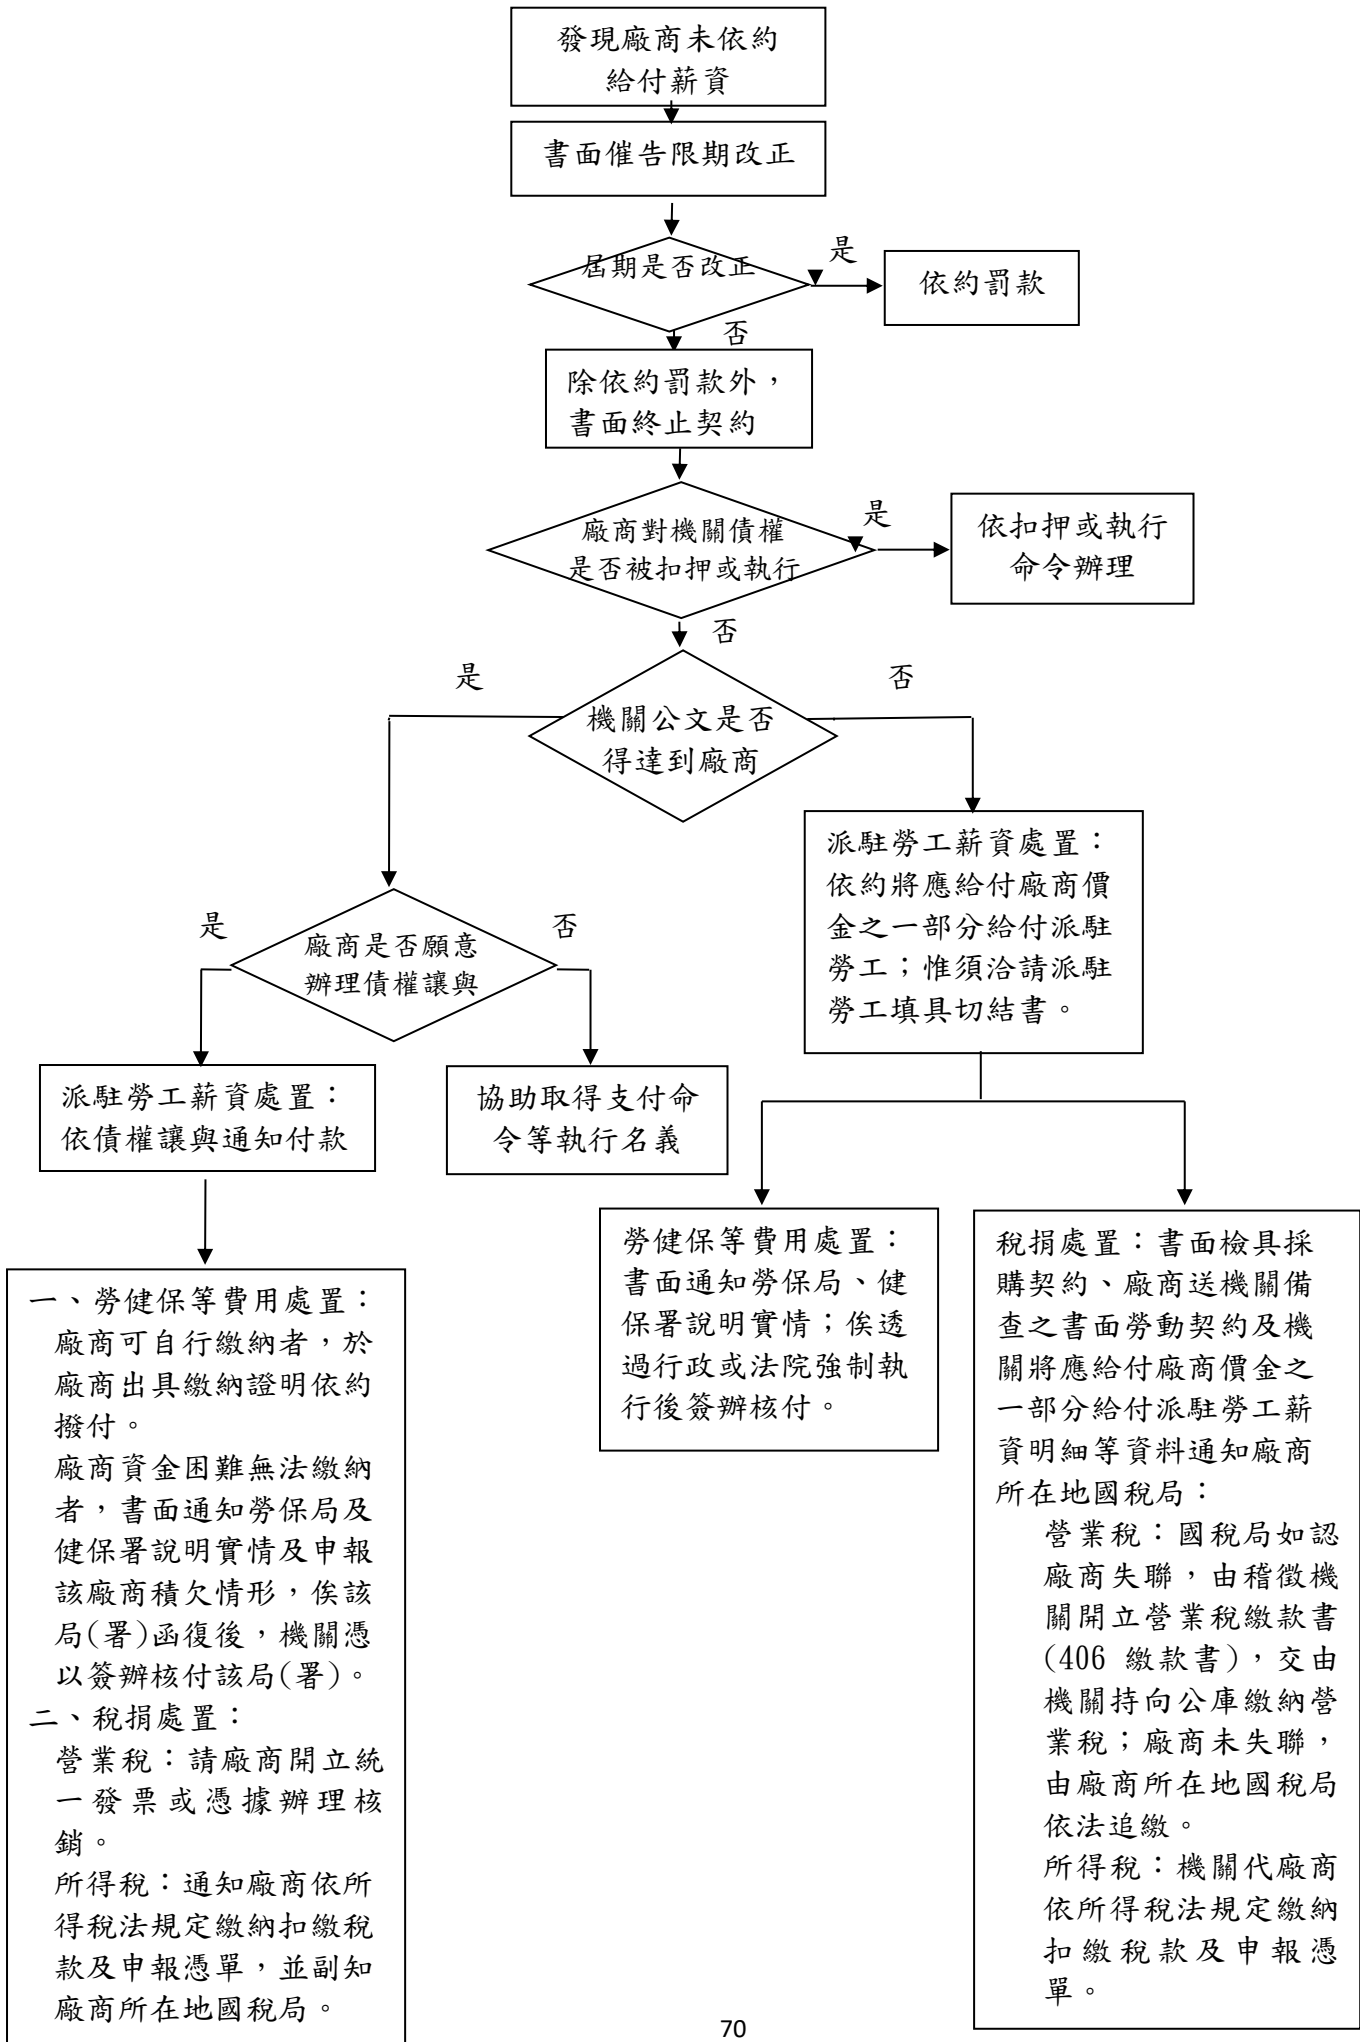 發現廠商未依約
給付薪資
書面催告限期改正
屆期是否改正
是
依約罰款
否
除依約罰款外，
書面終止契約
廠商對機關債權
是否被扣押或執行
是
依扣押或執行
命令辦理
否
機關公文是否
得達到廠商
是
否
廠商是否願意
辦理債權讓與
是
否
派駐勞工薪資處置：
依約將應給付廠商價
金之一部分給付派駐
勞工；惟須洽請派駐
勞工填具切結書。
派駐勞工薪資處置：
依債權讓與通知付款
協助取得支付命
令等執行名義
一、勞健保等費用處置：
廠商可自行繳納者，於
廠商出具繳納證明依約
撥付。
廠商資金困難無法繳納
者，書面通知勞保局及
健保署說明實情及申報
該廠商積欠情形，俟該
局(署)函復後，機關憑
以簽辦核付該局(署)。
二、稅捐處置：
營業稅：請廠商開立統
一發票或憑據辦理核
銷。
所得稅：通知廠商依所
得稅法規定繳納扣繳稅
款及申報憑單，並副知
廠商所在地國稅局。
勞健保等費用處置：
書面通知勞保局、健
保署說明實情；俟透
過行政或法院強制執
行後簽辦核付。
稅捐處置：書面檢具採
購契約、廠商送機關備
查之書面勞動契約及機
關將應給付廠商價金之
一部分給付派駐勞工薪
資明細等資料通知廠商
所在地國稅局：
營業稅：國稅局如認
廠商失聯，由稽徵機
關開立營業稅繳款書
(406 繳款書)，交由
機關持向公庫繳納營
業稅；廠商未失聯，
由廠商所在地國稅局
依法追繳。
所得稅：機關代廠商
依所得稅法規定繳納
扣繳稅款及申報憑
單。
70